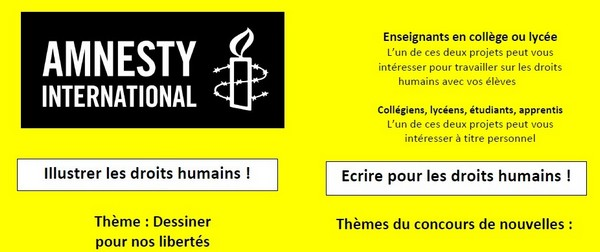 AMNESTY
INTERNATIONAL
Illustrer les droits humains !
Thème : Dessiner
pour nos libertés
Enseignants en collège ou lycée
L'un de ces deux projets peut vous
intéresser pour travailler sur les droits
humains avec vos élèves
Collégiens, lycéens, étudiants, apprentis
L'un de ces deux projets peut vous
intéresser à titre personnel
Ecrire pour les droits humains !
Thèmes du concours de nouvelles :